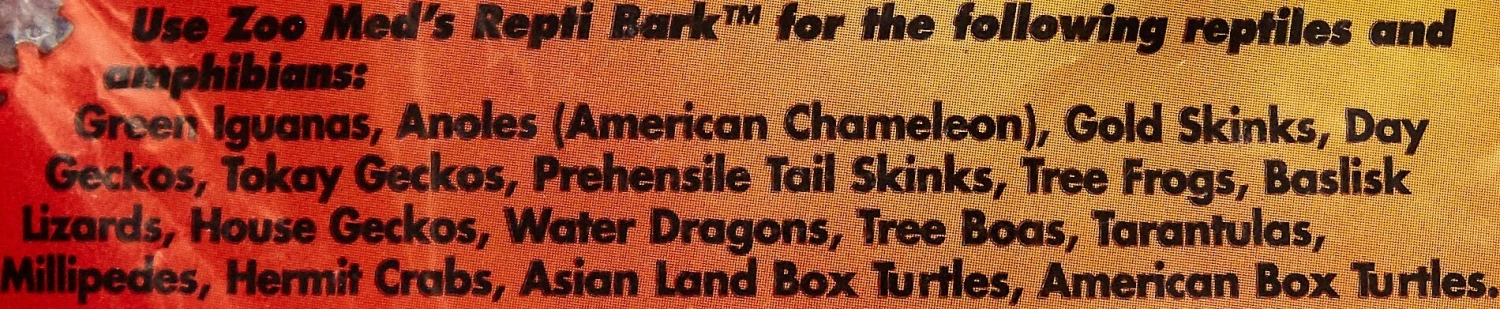 Use Zoo Med's Repti Bark™ for the following reptiles and
amphibians:
Green Iguanas, Anoles (American Chameleon), Gold Skinks, Day
Geckos, Tokay Geckos, Prehensile Tail Skinks, Tree Frogs, Baslisk
Lizards, House Geckos, Water Dragons, Tree Boas, Tarantulas,
Millipedes, Hermit Crabs, Asian Land Box Turtles, American Box Turtles.